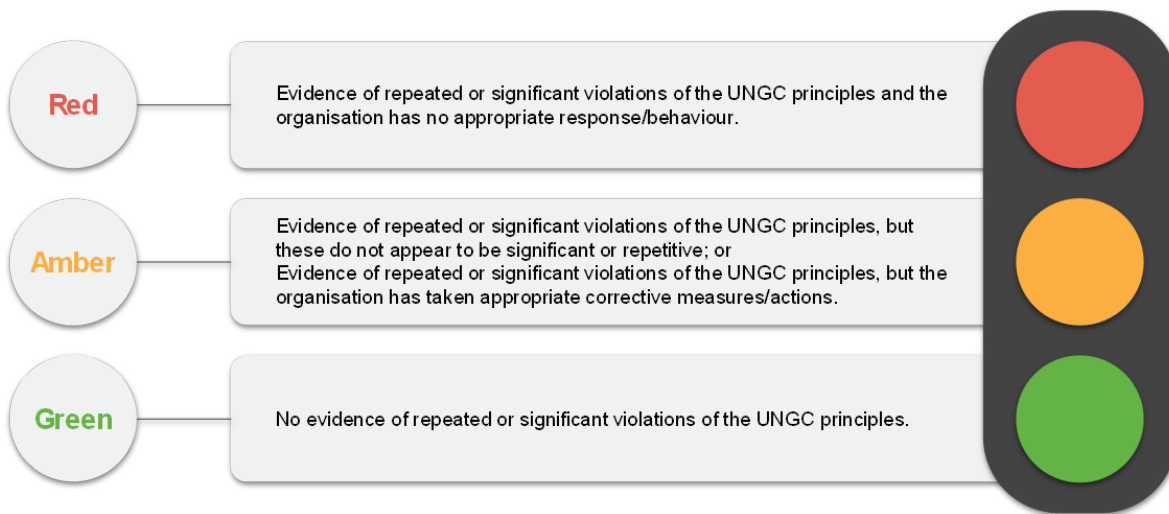 Red
Evidence of repeated or significant violations of the UNGC principles and the
organisation has no appropriate response/behaviour.
Amber
Evidence of repeated or significant violations of the UNGC principles, but
these do not appear to be significant or repetitive; or
Evidence of repeated or significant violations of the UNGC principles, but the
organisation has taken appropriate corrective measures/actions.
Green
No evidence of repeated or significant violations of the UNGC principles.